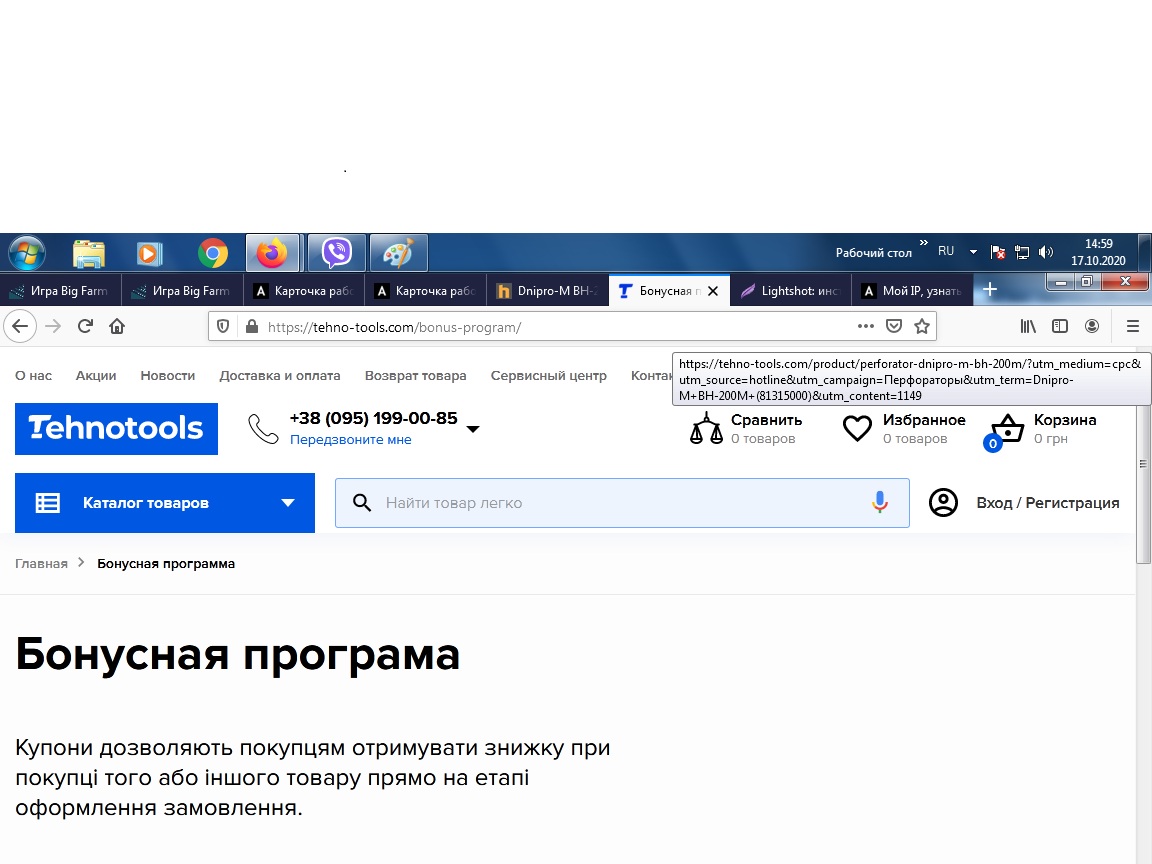 Рабочий стол
»
RU
14:59
17.10.2020
Игра Big Farm
Игра Big Farm
Карточка рабо
Карточка рабо
Dnipro-M BH-2
Бонусная п
Lightshot: инс
Мой IP, узнать
https://tehno-tools.com/bonus-program/
https://tehno-tools.com/product/perforator-dnipro-m-bh-200m/?utm_medium=cpc&
utm_source=hotline&utm_campaign=Перфораторы&utm_term=Dnipro-
M+BH-200M+(81315000)&utm_content=1149
О нас
Акции
Новости
Доставка и оплата
Возврат товара
Сервисный центр
Контак
Tehnotools
+38 (095) 199-00-85
Передзвоните мне
Сравнить
0 товаров
Избранное
0 товаров
0
Корзина
0 грн
Каталог товаров
Найти товар легко
Вход / Регистрация
Главная > Бонусная программа
Бонусная програма
Купони дозволяють покупцям отримувати знижку при
покупці того або іншого товару прямо на етапі
оформлення замовлення.